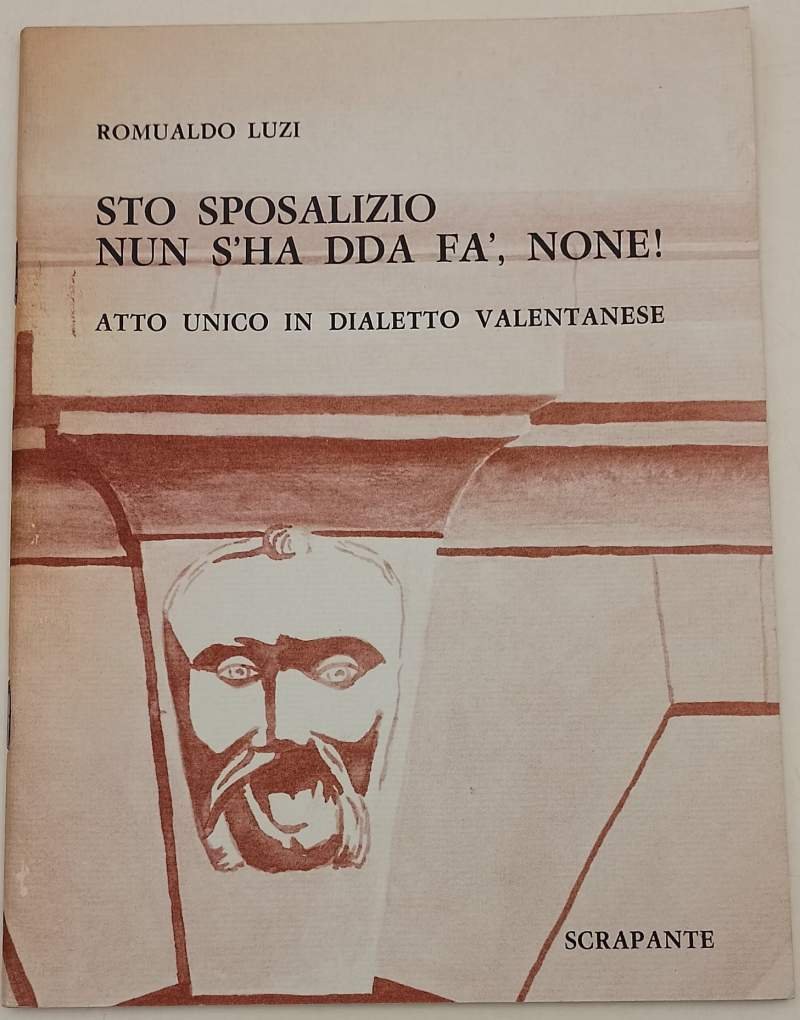 ROMUALDO LUZI
STO SPOSALIZIO
NUN S'HA DDA FA', NONE!
ATTO UNICO IN DIALETTO VALENTANESE
SCRAPANTE